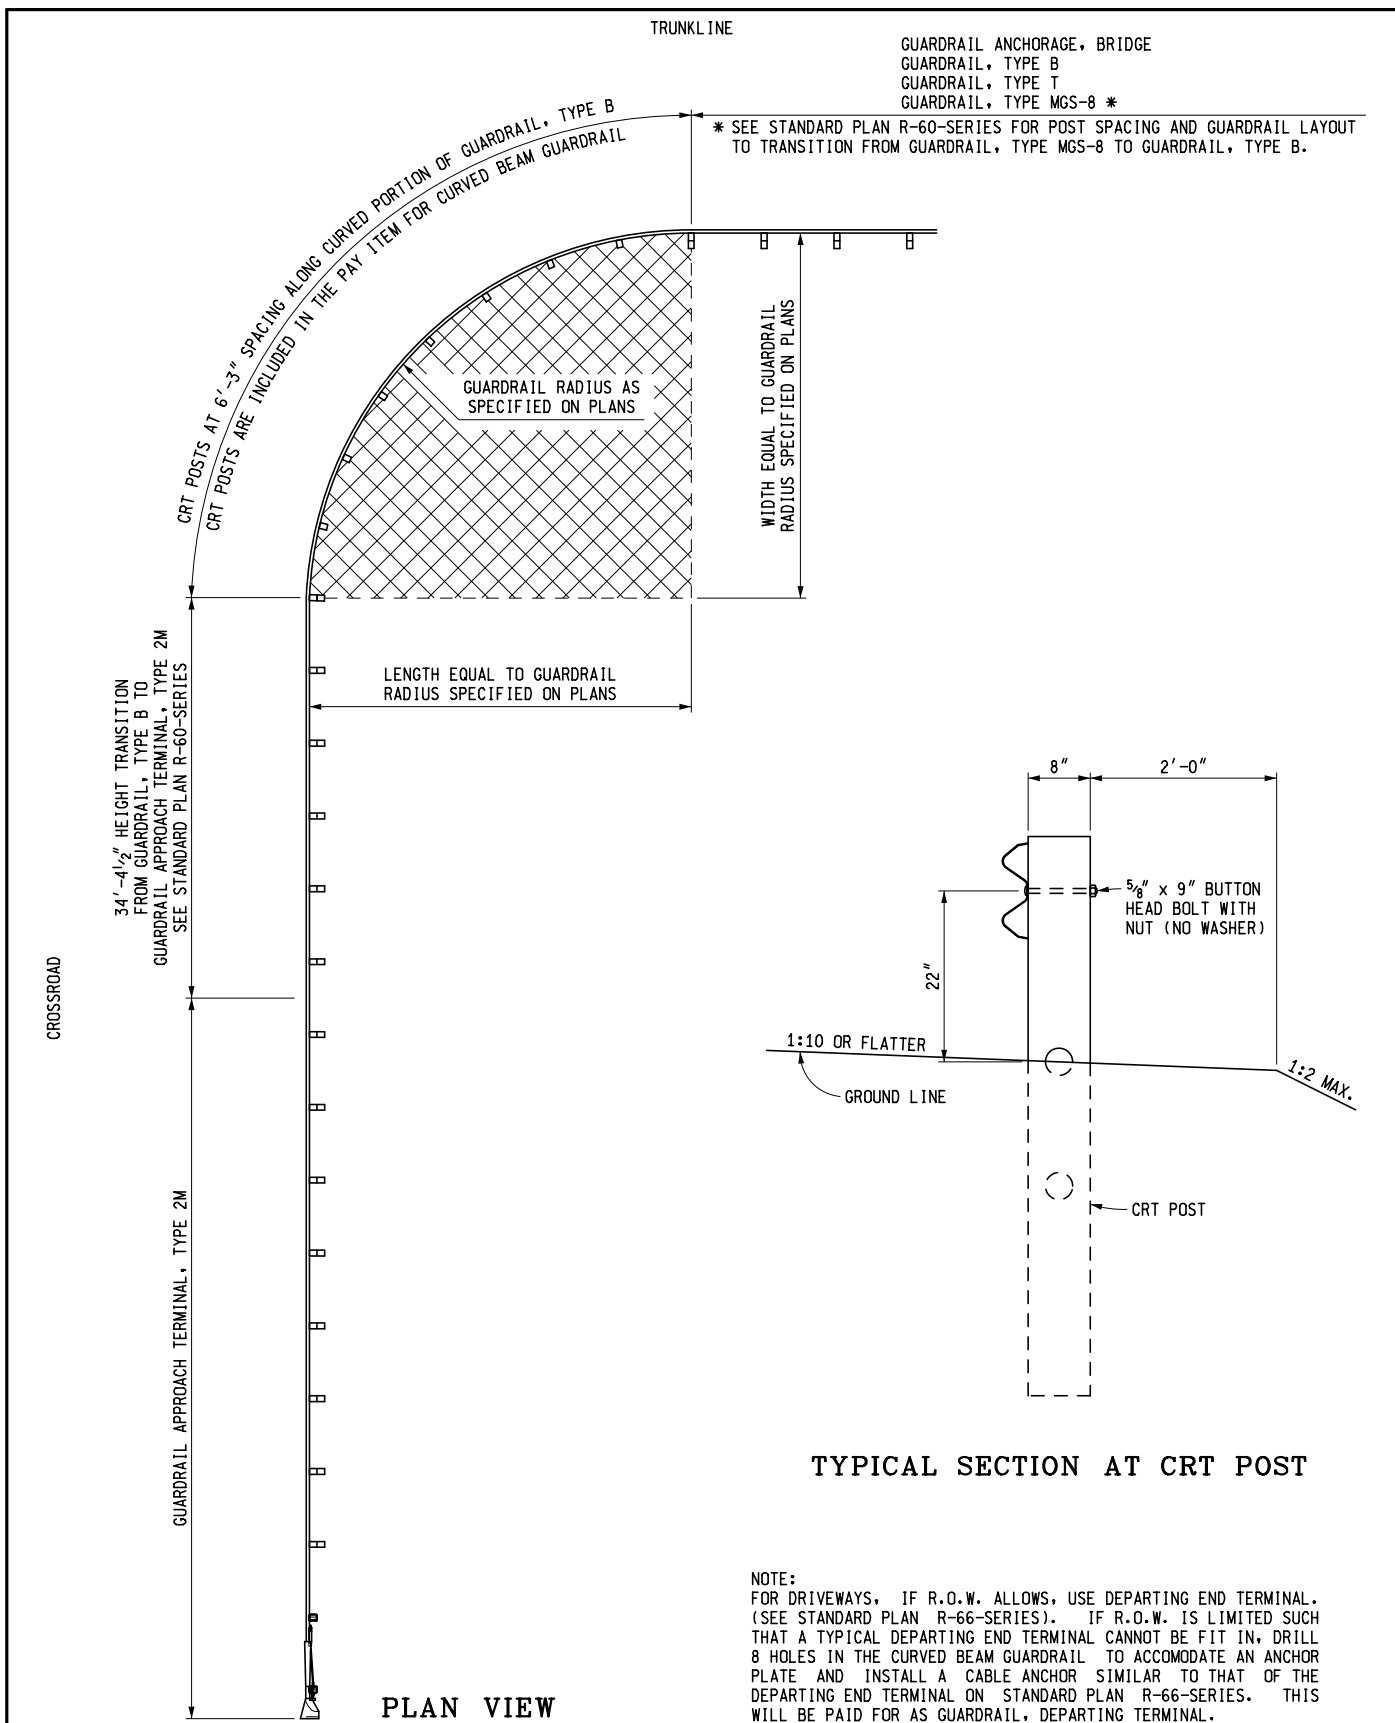 TRUNKLINE
GUARDRAIL ANCHORAGE, BRIDGE
GUARDRAIL, TYPE B
GUARDRAIL, TYPE T
GUARDRAIL, TYPE MGS-8 *
* SEE STANDARD PLAN R-60-SERIES FOR POST SPACING AND GUARDRAIL LAYOUT
TO TRANSITION FROM GUARDRAIL, TYPE MGS-8 TO GUARDRAIL, TYPE B.
CRT POSTS AT 6'-3" SPACING ALONG CURVED PORTION OF GUARDRAIL, TYPE B
CRT POSTS ARE INCLUDED IN THE PAY ITEM FOR CURVED BEAM GUARDRAIL
GUARDRAIL RADIUS AS
SPECIFIED ON PLANS
WIDTH EQUAL TO GUARDRAIL
RADIUS SPECIFIED ON PLANS
LENGTH EQUAL TO GUARDRAIL
RADIUS SPECIFIED ON PLANS
34'-4½" HEIGHT TRANSITION
FROM GUARDRAIL, TYPE B TO
GUARDRAIL APPROACH TERMINAL, TYPE 2M
SEE STANDARD PLAN R-60-SERIES
CROSSROAD
GUARDRAIL APPROACH TERMINAL, TYPE 2M
8"
2'-0"
⅝" x 9" BUTTON
HEAD BOLT WITH
NUT (NO WASHER)
22"
1:10 OR FLATTER
GROUND LINE
1:2 MAX.
CRT POST
TYPICAL SECTION AT CRT POST
NOTE:
FOR DRIVEWAYS, IF R.O.W. ALLOWS, USE DEPARTING END TERMINAL.
(SEE STANDARD PLAN R-66-SERIES). IF R.O.W. IS LIMITED SUCH
THAT A TYPICAL DEPARTING END TERMINAL CANNOT BE FIT IN, DRILL
8 HOLES IN THE CURVED BEAM GUARDRAIL TO ACCOMODATE AN ANCHOR
PLATE AND INSTALL A CABLE ANCHOR SIMILAR TO THAT OF THE
DEPARTING END TERMINAL ON STANDARD PLAN R-66-SERIES. THIS
WILL BE PAID FOR AS GUARDRAIL, DEPARTING TERMINAL.
PLAN VIEW